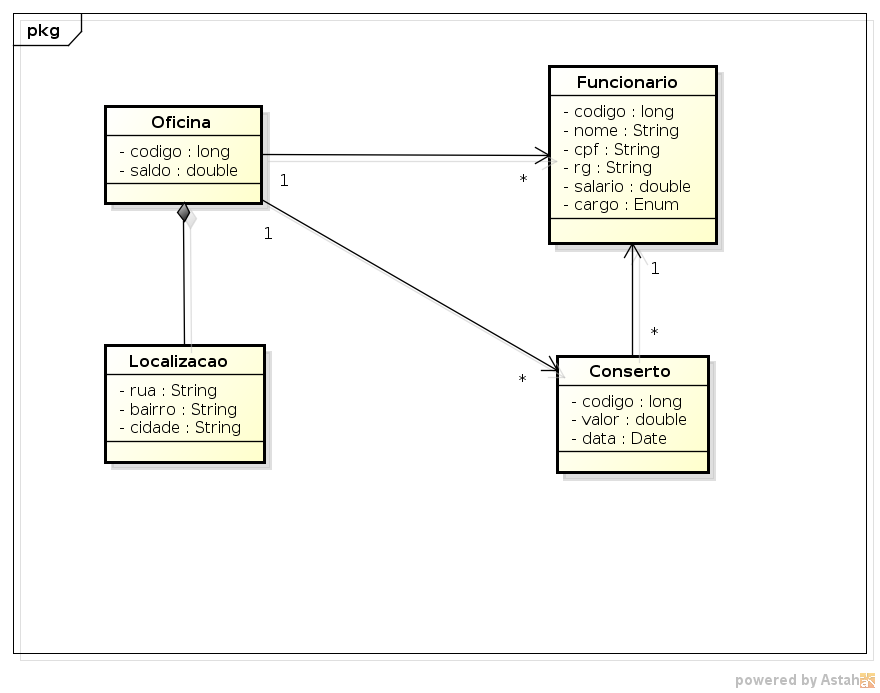 pkg
Oficina
- codigo : long
- saldo : double
Funcionario
- codigo : long
- nome : String
- cpf : String
- rg : String
- salario : double
- cargo : Enum
1
*
1
*
1
*
Localizacao
- rua : String
- bairro : String
- cidade : String
Conserto
- codigo : long
- valor : double
- data : Date
powered by Astah